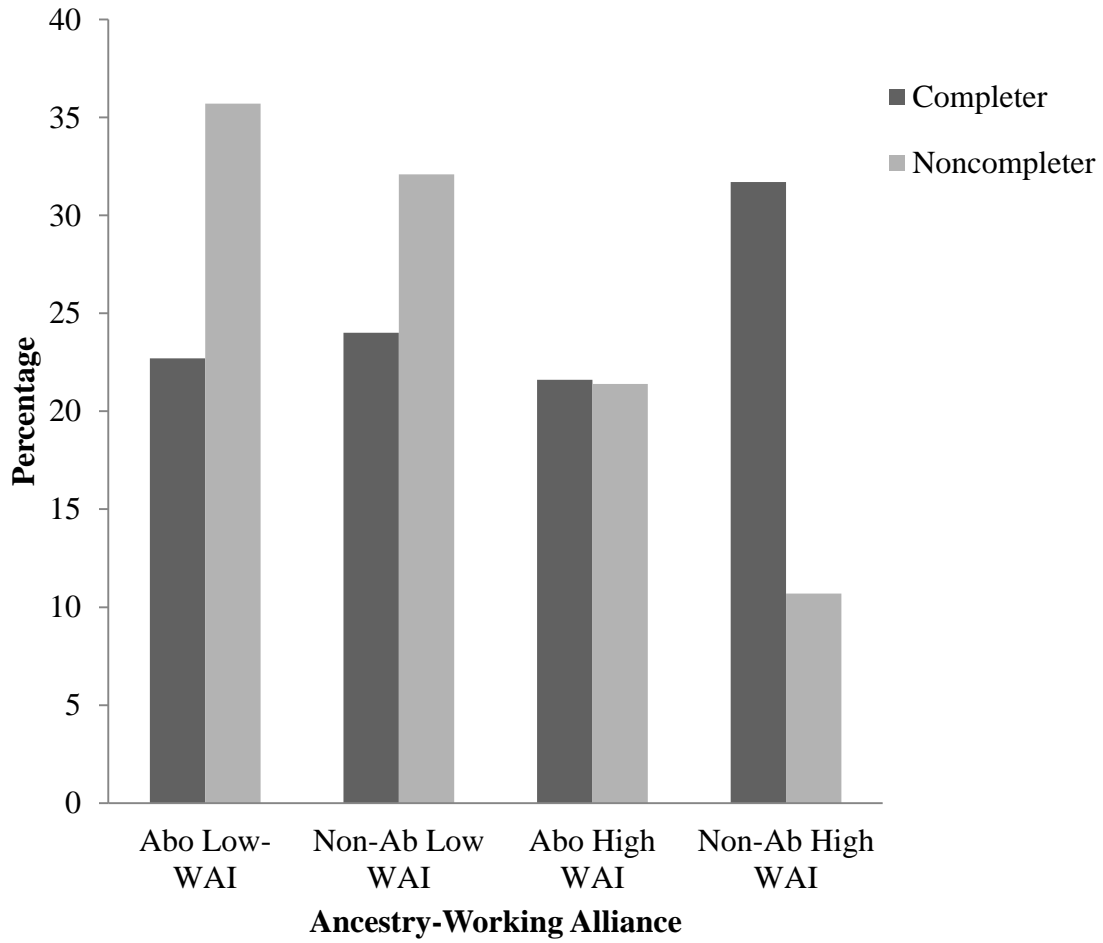 40
35
30
25
20
15
10
5
0
Percentage
Completer
Noncompleter
Abo Low-
WAI
Non-Ab Low
WAI
Abo High
WAI
Non-Ab High
WAI
Ancestry-Working Alliance